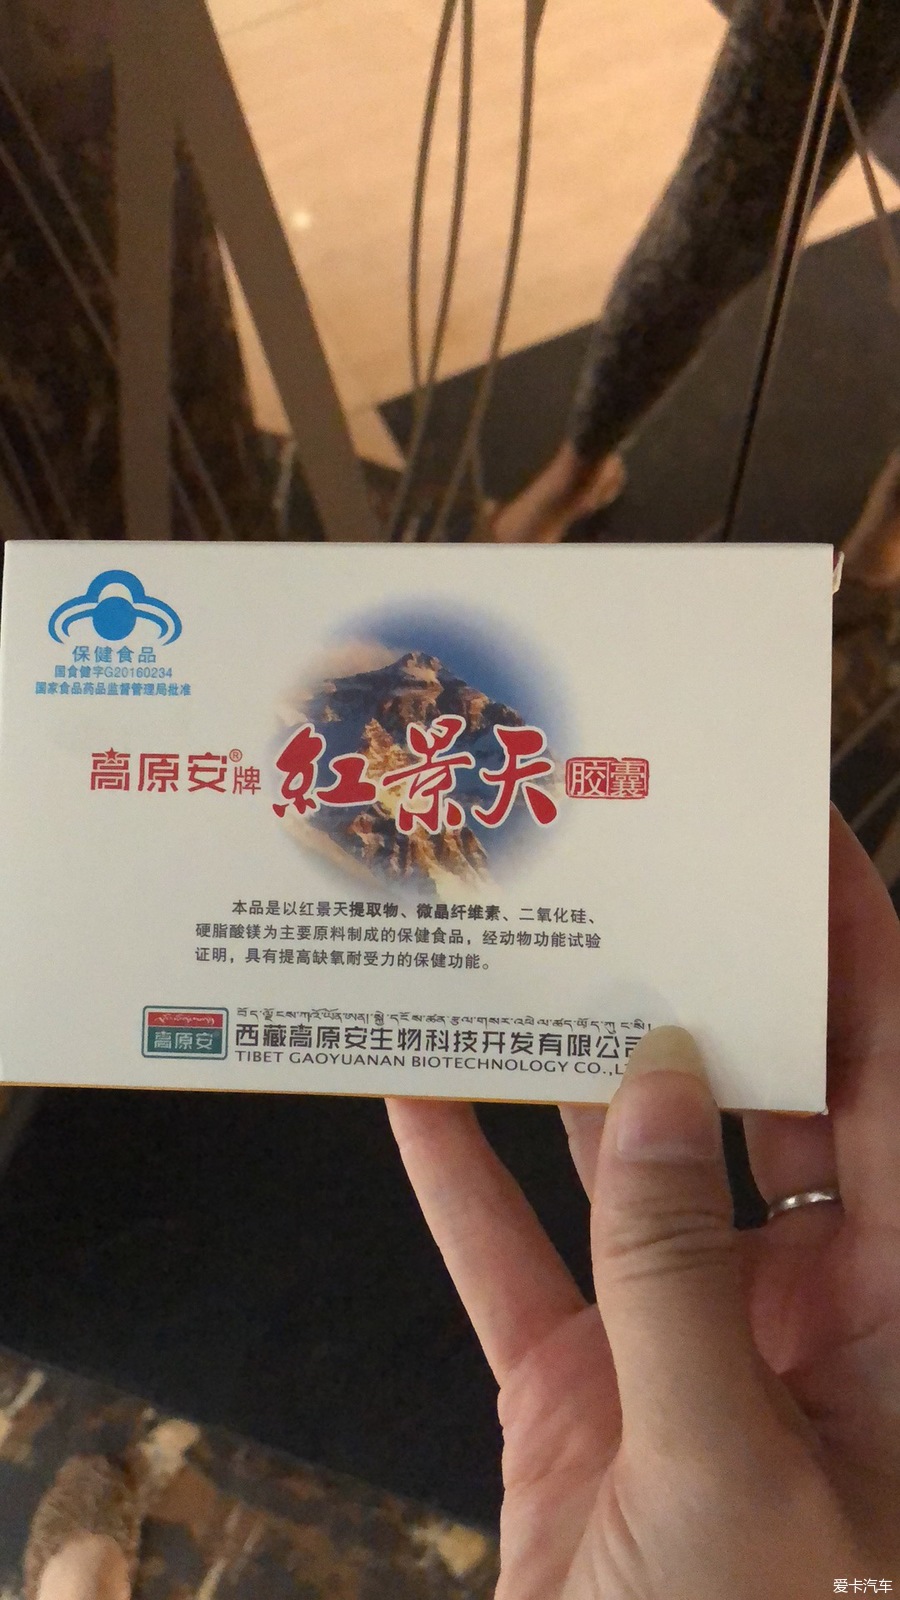 保健食品
国食健字G20160234
国家食品药品监督管理局批准
高原安®牌 紅景天 胶囊
本品是以红景天提取物、微晶纤维素、二氧化硅、
硬脂酸镁为主要原料制成的保健食品，经动物功能试验
证明，具有提高缺氧耐受力的保健功能。
高原安
西藏高原安生物科技开发有限公司
TIBET GAOYUANAN BIOTECHNOLOGY CO.,L
爱卡汽车